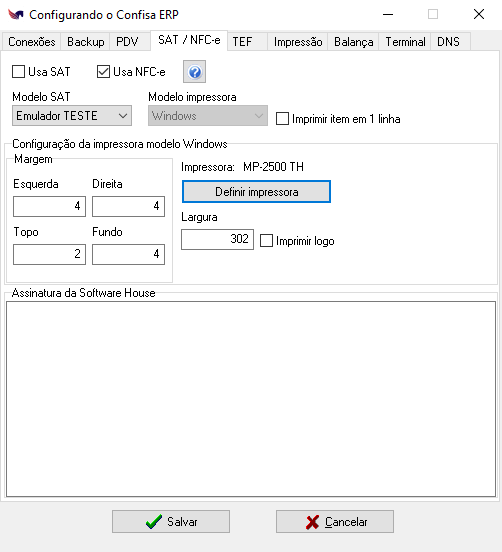 Configurando o Confisa ERP
Conexões Backup PDV SAT / NFC-e TEF Impressão Balança Terminal DNS
Usa SAT Usa NFC-e
Modelo SAT Modelo impressora
Emulador TESTE Windows Imprimir item em 1 linha
Configuração da impressora modelo Windows
Margem
Impressora: MP-2500 TH
Esquerda Direita
Definir impressora
4 4
Largura
Topo Fundo
302 Imprimir logo
2 4
Assinatura da Software House
Salvar Cancelar